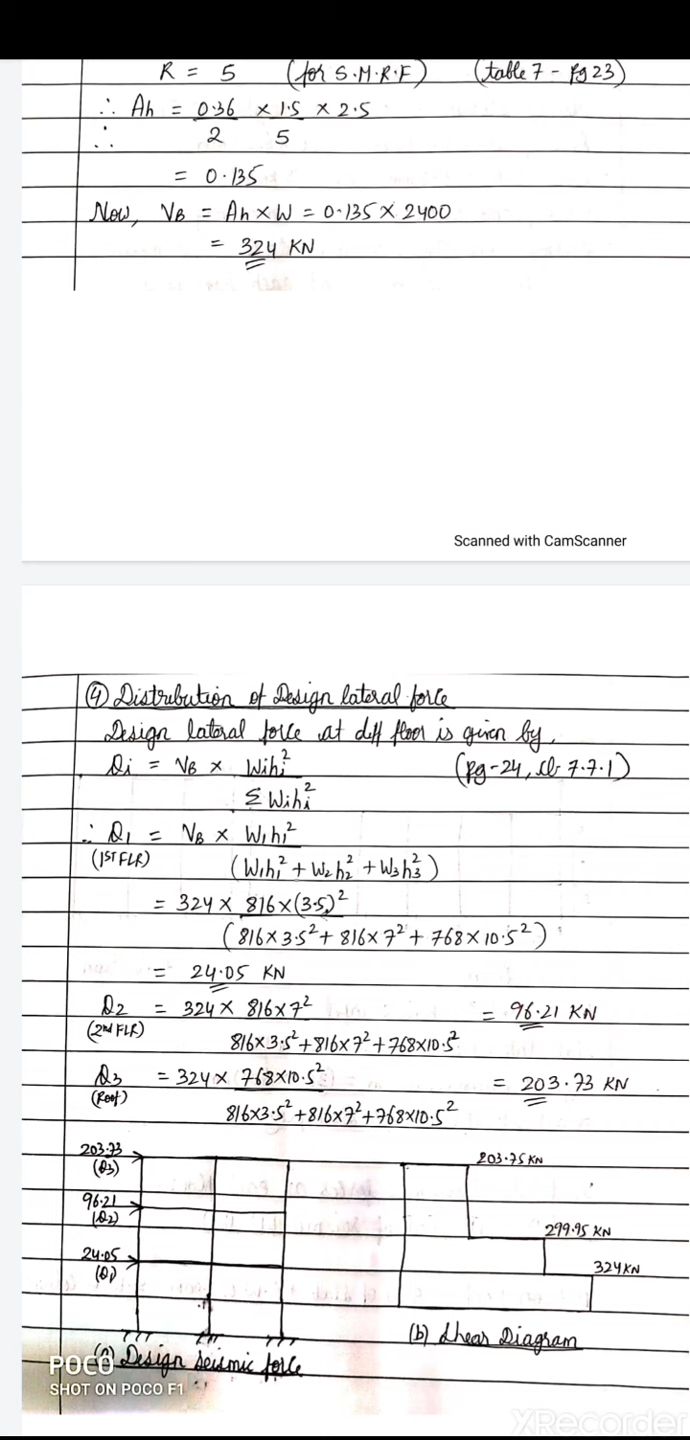 R = 5 (for S.M.R.F) (table 7 - Pg 23)
∴ Ah = 0.36 × 1.5 × 2.5
∴ 2 5
= 0.135
Now, VB = Ah × W = 0.135 × 2400
= 324 KN
Scanned with CamScanner
④ Distribution of Design lateral force
Design lateral force at diff floor is given by,
Qi = VB × Wihi² (Pg-24, cl- 7.7.1)
Σ Wihi²
∴ Q1 = VB × W1h1²
(1ST FLR) (W1h1² + W2h2² + W3h3²)
= 324 × 816×(3.5)²
(816×3.5² + 816×7² + 768×10.5²)
= 24.05 KN
Q2 = 324 × 816×7² = 96.21 KN
(2nd FLR) 816×3.5²+816×7²+768×10.5²
Q3 = 324 × 768×10.5² = 203.73 KN
(Roof) 816×3.5²+816×7²+768×10.5²
203.73
(Q3)
203.75 KN
96.21
(Q2)
299.95 KN
24.05
(Q1)
324 KN
(b) Shear Diagram
(a) Design seismic force
POCO
SHOT ON POCO F1
XRecorder